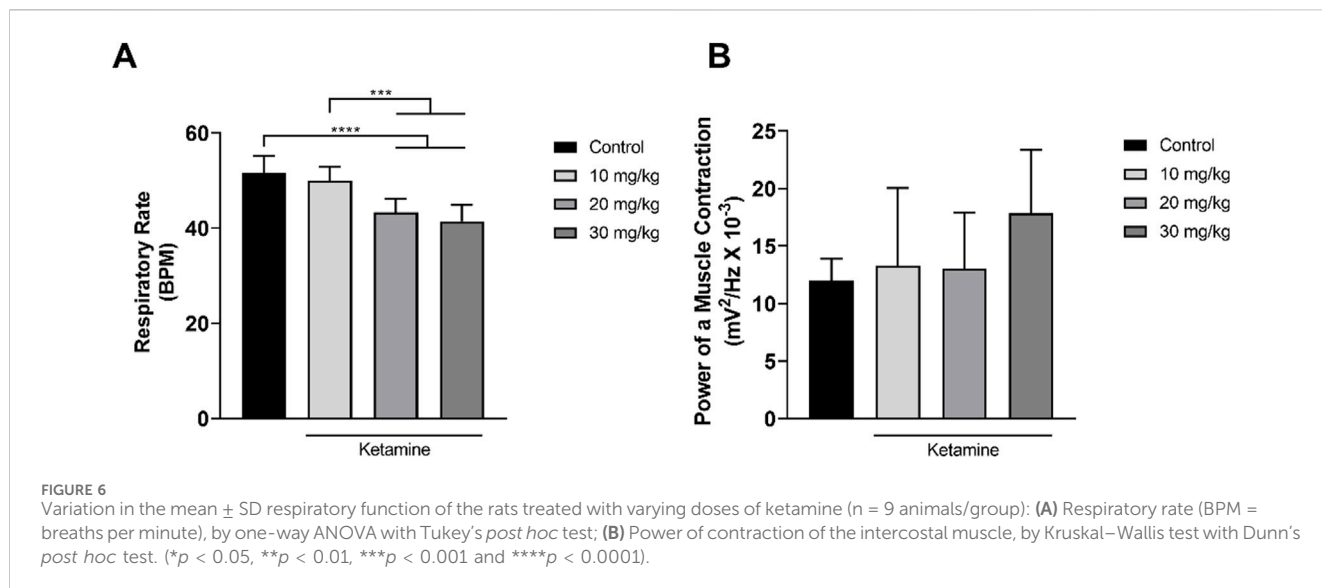 A
***
****
Respiratory Rate
(BPM)
60
40
20
0
Control
10 mg/kg
20 mg/kg
30 mg/kg
Ketamine
B
Power of a Muscle Contraction
(mV²/Hz X 10⁻³)
25
20
15
10
5
0
Control
10 mg/kg
20 mg/kg
30 mg/kg
Ketamine
FIGURE 6
Variation in the mean ± SD respiratory function of the rats treated with varying doses of ketamine (n = 9 animals/group): (A) Respiratory rate (BPM =
breaths per minute), by one-way ANOVA with Tukey's post hoc test; (B) Power of contraction of the intercostal muscle, by Kruskal–Wallis test with Dunn's
post hoc test. (*p < 0.05, **p < 0.01, ***p < 0.001 and ****p < 0.0001).